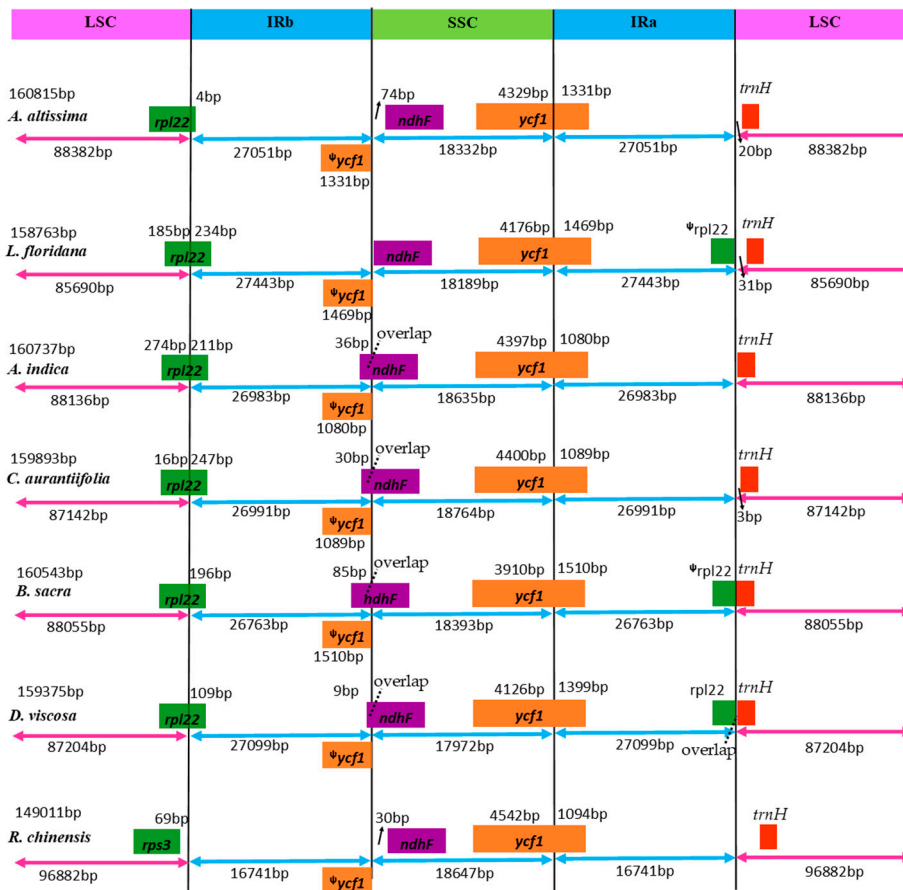 LSC IRb SSC IRa LSC
160815bp 4bp 74bp 4329bp 1331bp trnH
A. altissima rpl22 ndhF ycf1
88382bp 27051bp 18332bp 27051bp 20bp 88382bp
ψycf1
1331bp
158763bp 185bp 234bp 4176bp 1469bp ψrpl22 trnH
L. floridana rpl22 ndhF ycf1
85690bp 27443bp 18189bp 27443bp 31bp 85690bp
ψycf1
1469bp
overlap
160737bp 274bp 211bp 36bp 4397bp 1080bp trnH
A. indica rpl22 ndhF ycf1
88136bp 26983bp 18635bp 26983bp 88136bp
ψycf1
1080bp
overlap
159893bp 16bp 247bp 30bp 4400bp 1089bp trnH
C. aurantiifolia rpl22 ndhF ycf1
87142bp 26991bp 18764bp 26991bp 3bp 87142bp
ψycf1
1089bp
overlap
160543bp 196bp 85bp 3910bp 1510bp ψrpl22 trnH
B. sacra rpl22 ndhF ycf1
88055bp 26763bp 18393bp 26763bp 88055bp
ψycf1
1510bp
overlap
159375bp 109bp 9bp 4126bp 1399bp rpl22 trnH
D. viscosa rpl22 ndhF ycf1
87204bp 27099bp 17972bp 27099bp overlap 87204bp
ψycf1
149011bp 69bp 30bp 4542bp 1094bp trnH
R. chinensis rps3 ndhF ycf1
96882bp 16741bp 18647bp 16741bp 96882bp
ψycf1